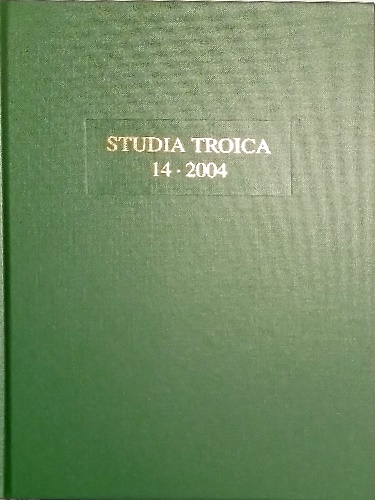 STUDIA TROICA
14 · 2004